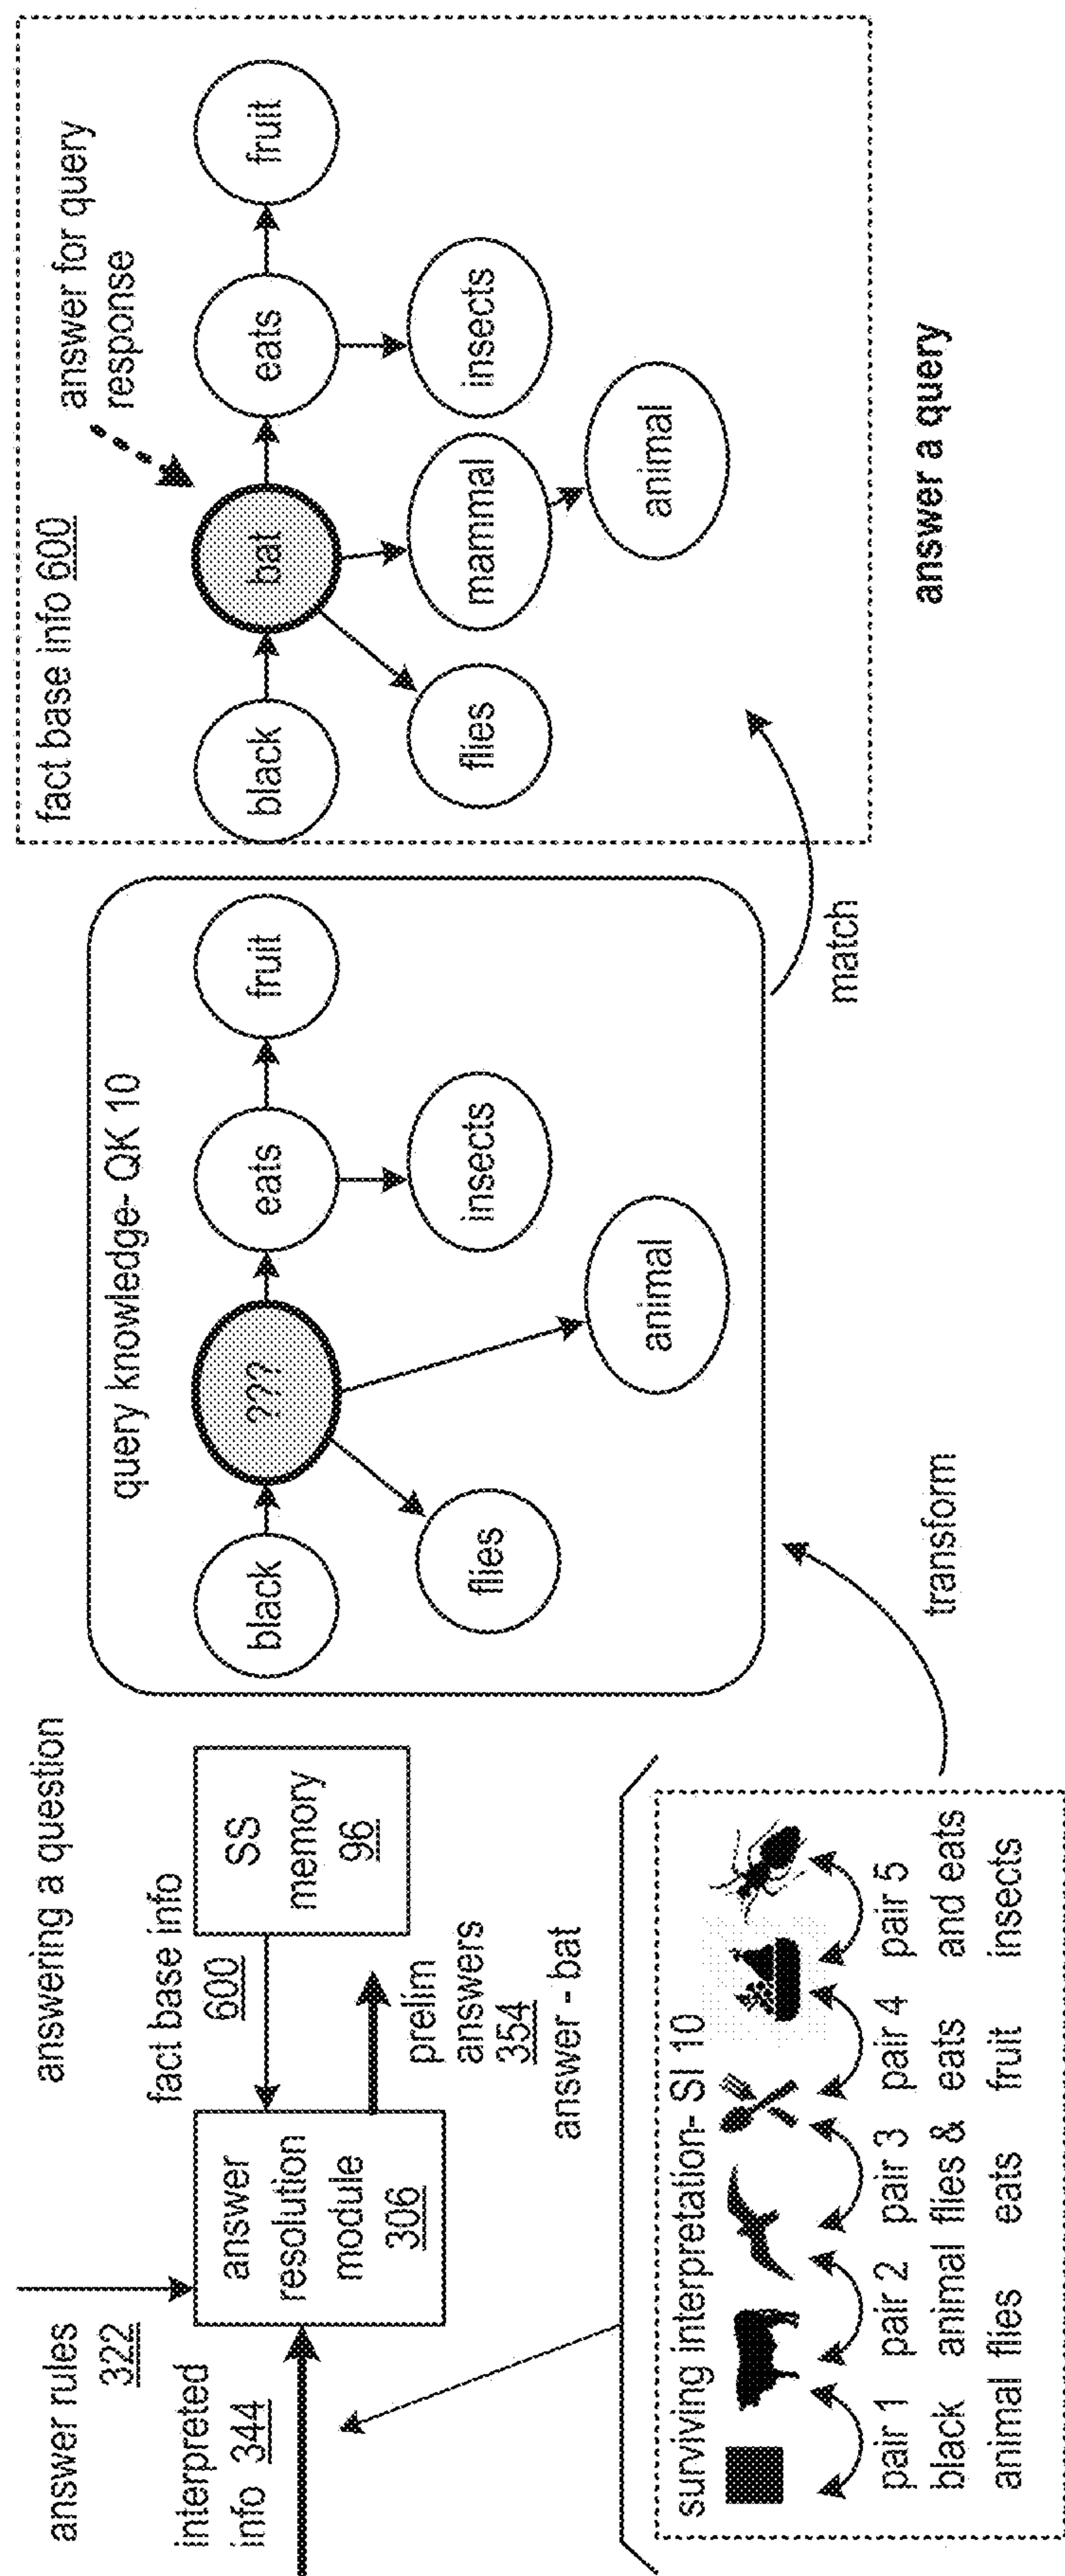 answering a question
answer rules
322
interpreted
info 344
answer
resolution
module
306
fact base info
600
SS
memory
96
prelim
answers
354
answer - bat
surviving interpretation- SI 10
pair 1
black
animal
pair 2
animal
flies
pair 3
flies &
eats
pair 4
eats
fruit
pair 5
and eats
insects
transform
query knowledge- QK 10
black
???
eats
fruit
flies
insects
animal
match
fact base info 600
answer for query
response
black
bat
eats
fruit
flies
mammal
insects
animal
answer a query